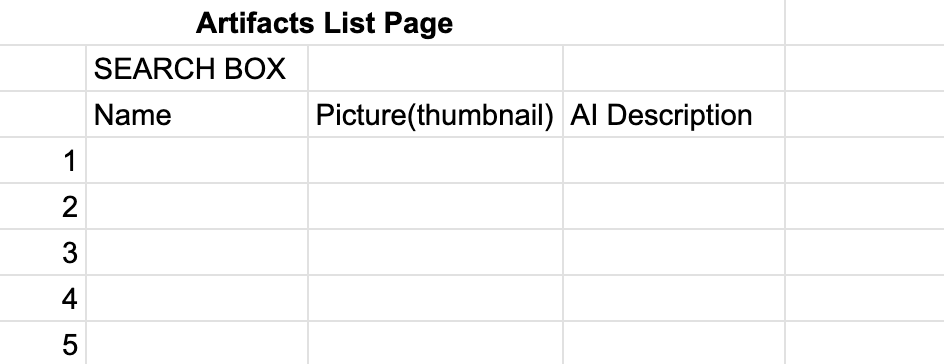 Artifacts List Page
SEARCH BOX
Name Picture(thumbnail) AI Description
1
2
3
4
5